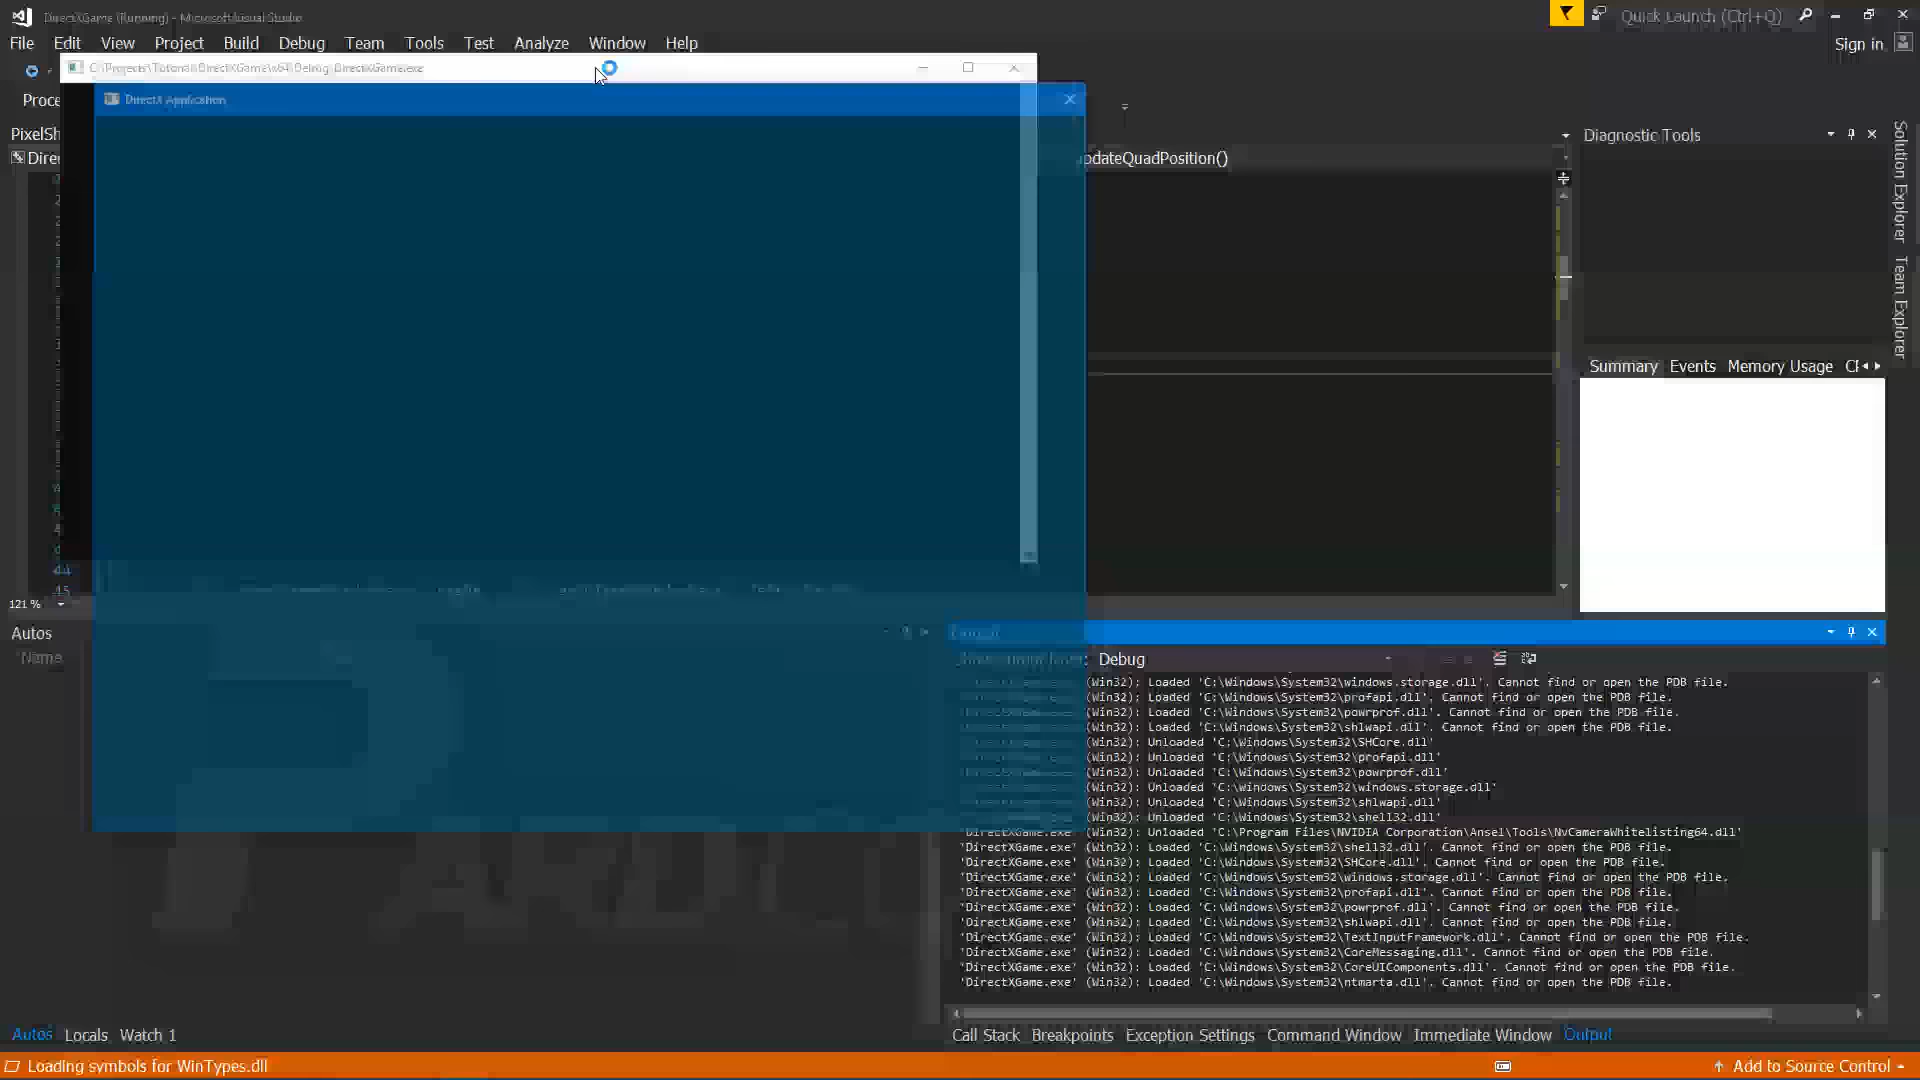 DirectXGame (Running) - Microsoft Visual Studio
Quick Launch (Ctrl+Q)
File Edit View Project Build Debug Team Tools Test Analyze Window Help
Sign in
C:\Projects\Tutorial\DirectXGame\x64\Debug\DirectXGame.exe
Proce
DirectX Application
PixelSh
Diagnostic Tools
Dire
pdateQuadPosition()
Solution Explorer
Team Explorer
Summary Events Memory Usage
44
45
121 %
Autos
Output
Name
Debug
(Win32): Loaded 'C:\Windows\System32\windows.storage.dll'. Cannot find or open the PDB file.
(Win32): Loaded 'C:\Windows\System32\profapi.dll'. Cannot find or open the PDB file.
(Win32): Loaded 'C:\Windows\System32\powrprof.dll'. Cannot find or open the PDB file.
(Win32): Loaded 'C:\Windows\System32\shlwapi.dll'. Cannot find or open the PDB file.
(Win32): Unloaded 'C:\Windows\System32\SHCore.dll'
(Win32): Unloaded 'C:\Windows\System32\profapi.dll'
(Win32): Unloaded 'C:\Windows\System32\powrprof.dll'
(Win32): Unloaded 'C:\Windows\System32\windows.storage.dll'
(Win32): Unloaded 'C:\Windows\System32\shlwapi.dll'
(Win32): Unloaded 'C:\Windows\System32\shell32.dll'
'DirectXGame.exe' (Win32): Unloaded 'C:\Program Files\NVIDIA Corporation\Ansel\Tools\NvCameraWhitelisting64.dll'
'DirectXGame.exe' (Win32): Loaded 'C:\Windows\System32\shell32.dll'. Cannot find or open the PDB file.
'DirectXGame.exe' (Win32): Loaded 'C:\Windows\System32\SHCore.dll'. Cannot find or open the PDB file.
'DirectXGame.exe' (Win32): Loaded 'C:\Windows\System32\windows.storage.dll'. Cannot find or open the PDB file.
'DirectXGame.exe' (Win32): Loaded 'C:\Windows\System32\profapi.dll'. Cannot find or open the PDB file.
'DirectXGame.exe' (Win32): Loaded 'C:\Windows\System32\powrprof.dll'. Cannot find or open the PDB file.
'DirectXGame.exe' (Win32): Loaded 'C:\Windows\System32\shlwapi.dll'. Cannot find or open the PDB file.
'DirectXGame.exe' (Win32): Loaded 'C:\Windows\System32\TextInputFramework.dll'. Cannot find or open the PDB file.
'DirectXGame.exe' (Win32): Loaded 'C:\Windows\System32\CoreMessaging.dll'. Cannot find or open the PDB file.
'DirectXGame.exe' (Win32): Loaded 'C:\Windows\System32\CoreUIComponents.dll'. Cannot find or open the PDB file.
'DirectXGame.exe' (Win32): Loaded 'C:\Windows\System32\ntmarta.dll'. Cannot find or open the PDB file.
Autos Locals Watch 1
Call Stack Breakpoints Exception Settings Command Window Immediate Window Output
Loading symbols for WinTypes.dll
Add to Source Control